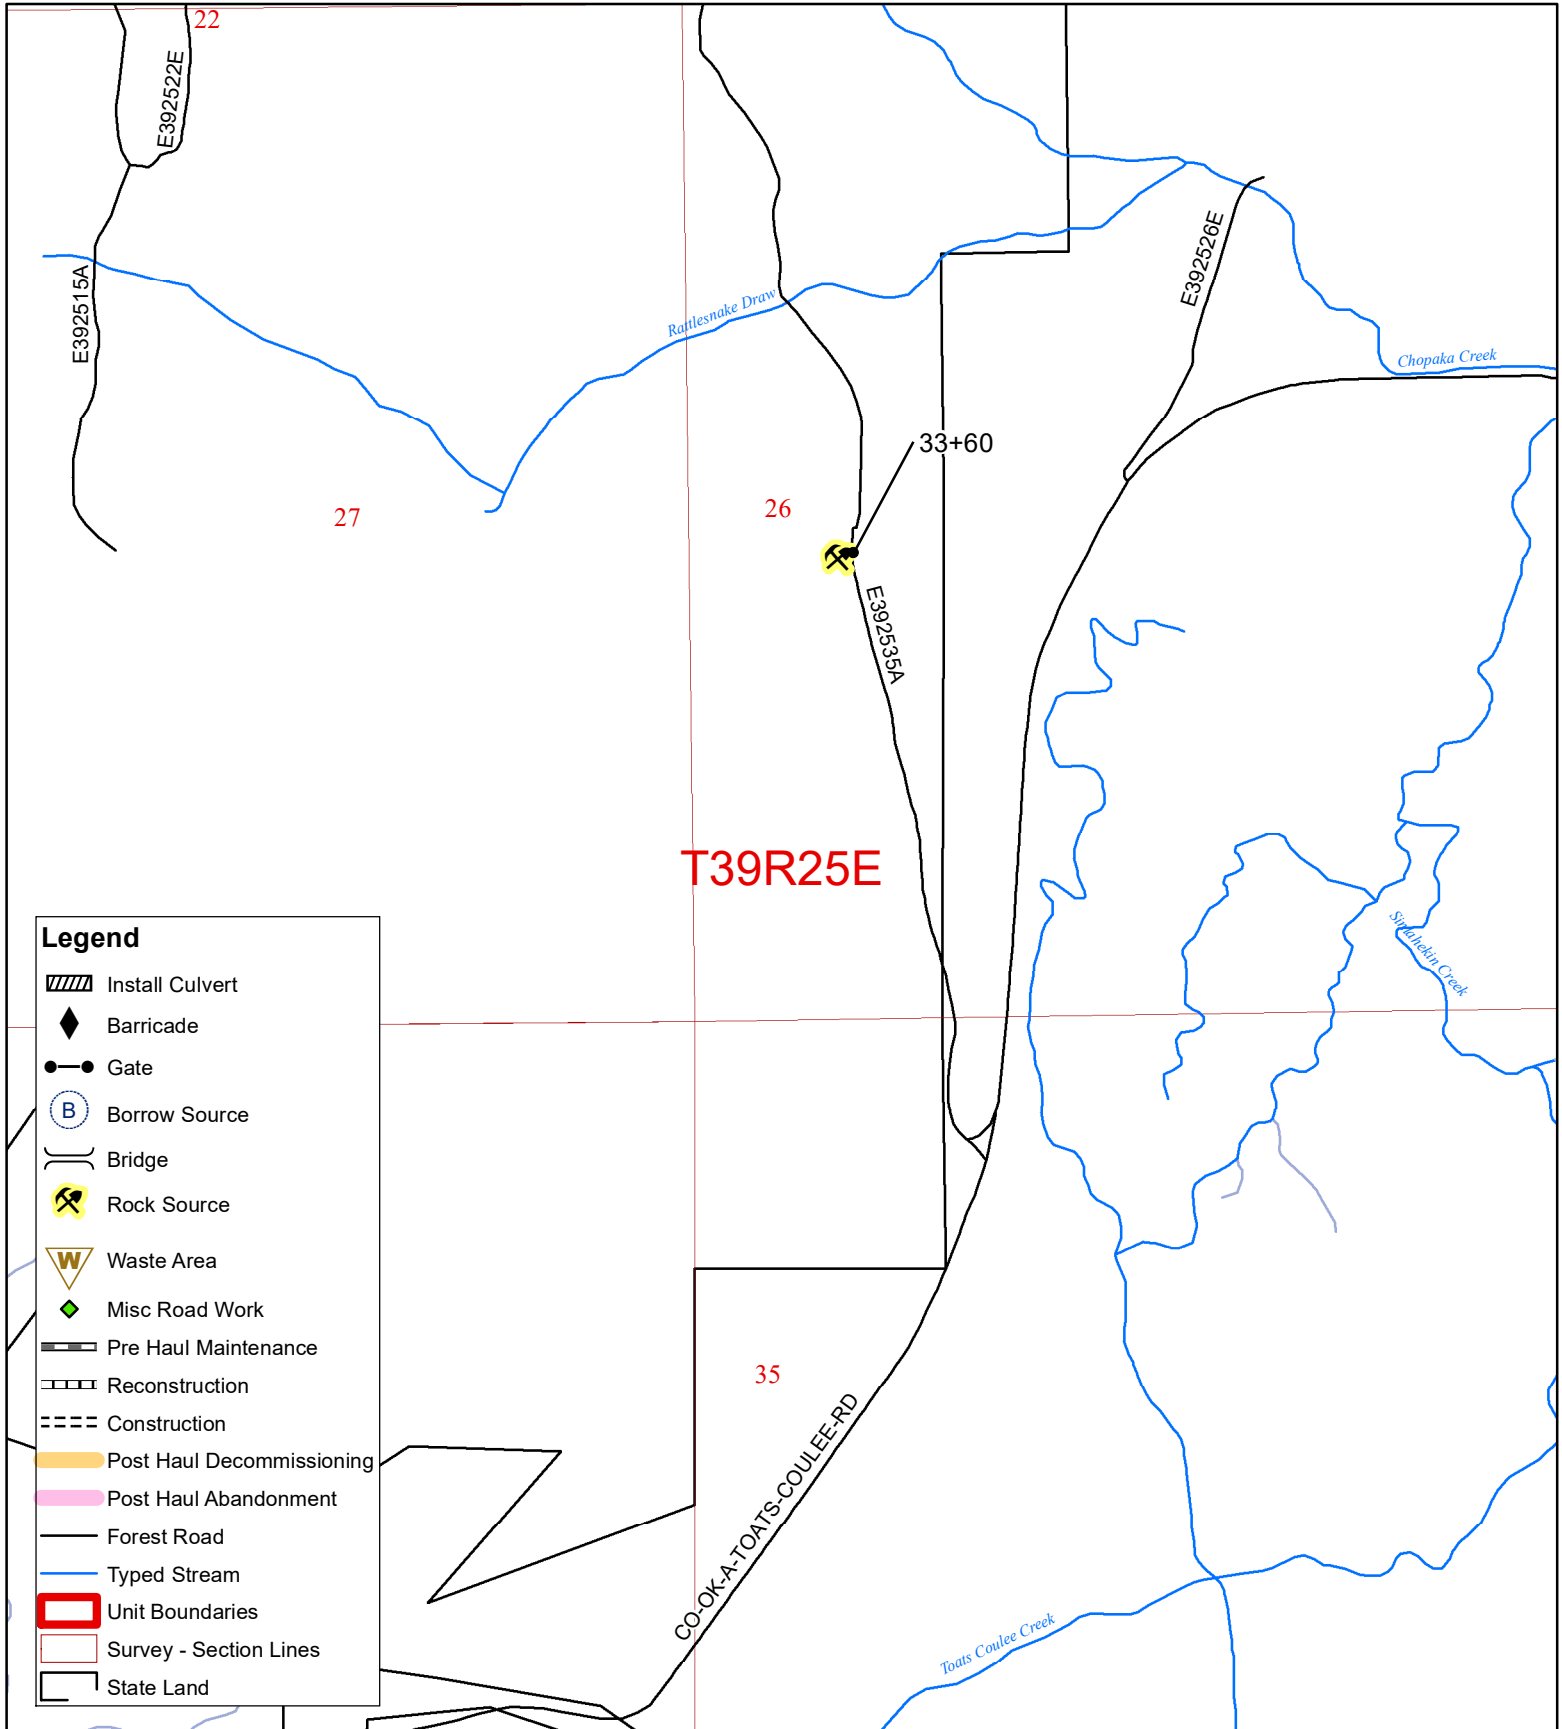 22
E392522E
E392515A
E392526E
Rattlesnake Draw
Chopaka Creek
33+60
26
27
E392535A
T39R25E
Simahekin Creek
35
CO-OK-A-TOATS-COULEE-RD
Toats Coulee Creek
Legend
Install Culvert
Barricade
Gate
B Borrow Source
Bridge
Rock Source
W Waste Area
Misc Road Work
Pre Haul Maintenance
Reconstruction
Construction
Post Haul Decommissioning
Post Haul Abandonment
Forest Road
Typed Stream
Unit Boundaries
Survey - Section Lines
State Land